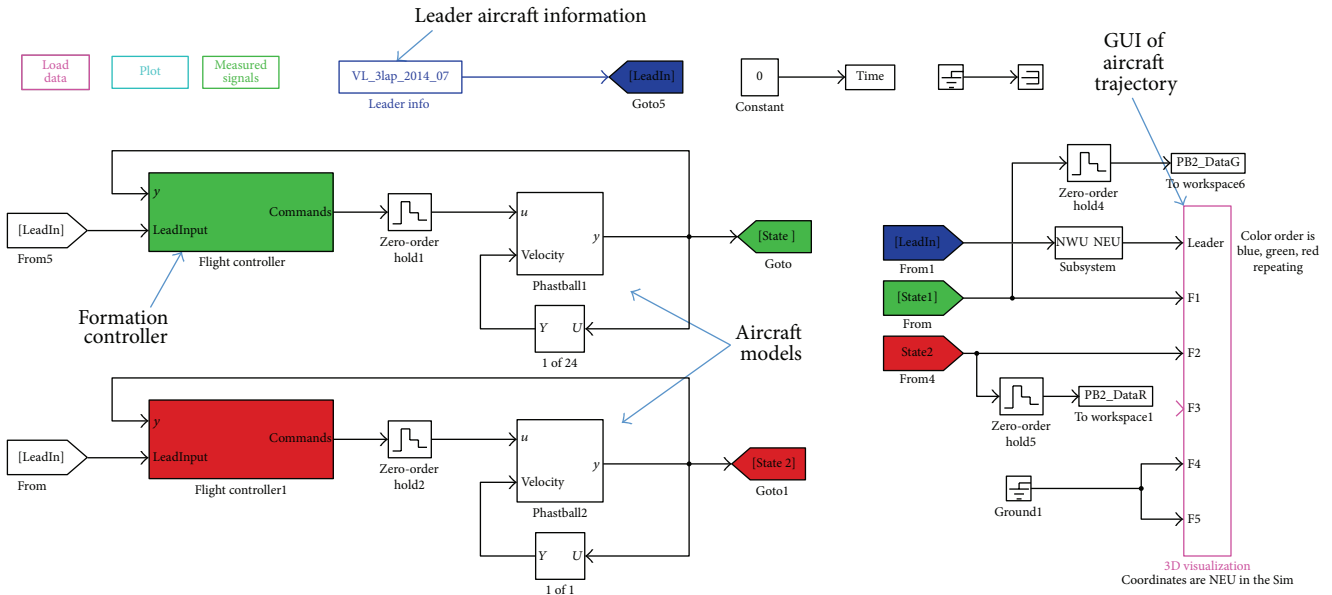 Leader aircraft information
Load
data
Plot
Measured
signals
VL_3lap_2014_07
Leader info
[LeadIn]
Goto5
0
Constant
Time
GUI of
aircraft
trajectory
y
LeadInput
Commands
Flight controller
[LeadIn]
From5
Zero-order
hold1
u
Velocity
y
Phastball1
[State ]
Goto
Y
U
1 of 24
Formation
controller
Aircraft
models
y
LeadInput
Commands
Flight controller1
[LeadIn]
From
Zero-order
hold2
u
Velocity
y
Phastball2
[State 2]
Goto1
Y
U
1 of 1
Zero-order
hold4
PB2_DataG
To workspace6
[LeadIn]
From1
NWU NEU
Subsystem
[State1]
From
State2
From4
Zero-order
hold5
PB2_DataR
To workspace1
Ground1
Leader
F1
F2
F3
F4
F5
Color order is
blue, green, red
repeating
3D visualization
Coordinates are NEU in the Sim